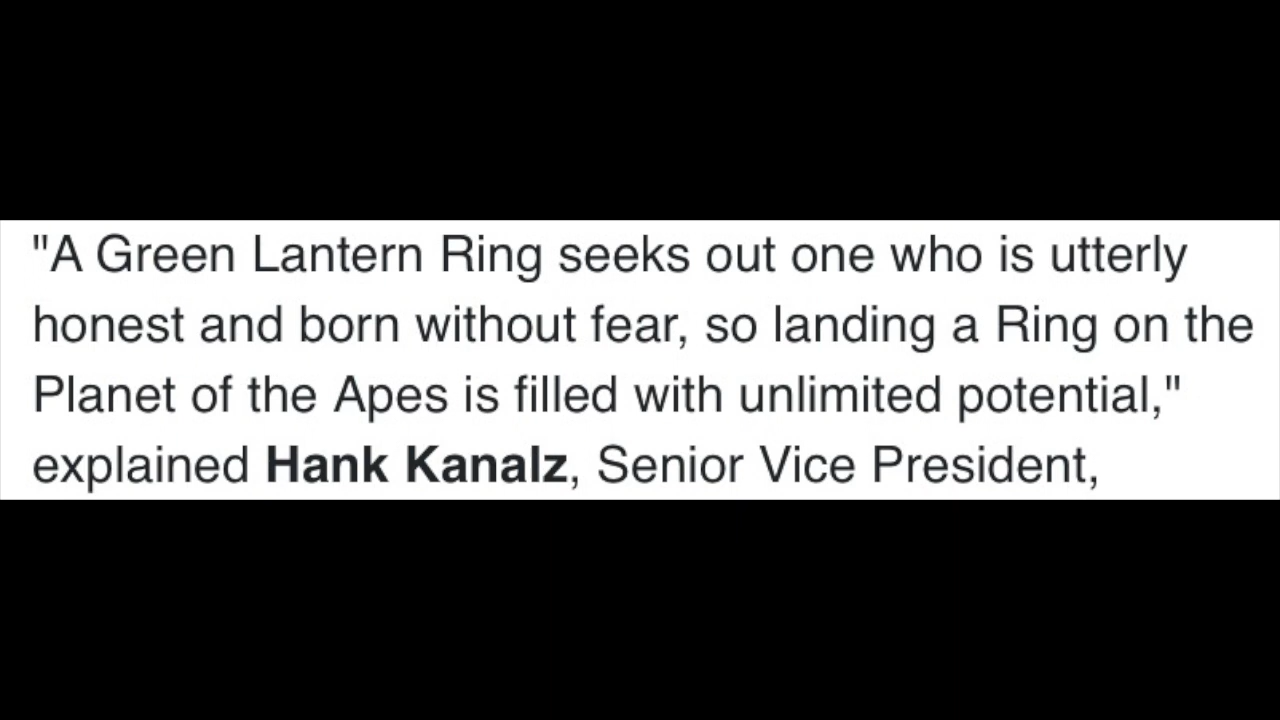 "A Green Lantern Ring seeks out one who is utterly
honest and born without fear, so landing a Ring on the
Planet of the Apes is filled with unlimited potential,"
explained Hank Kanalz, Senior Vice President,